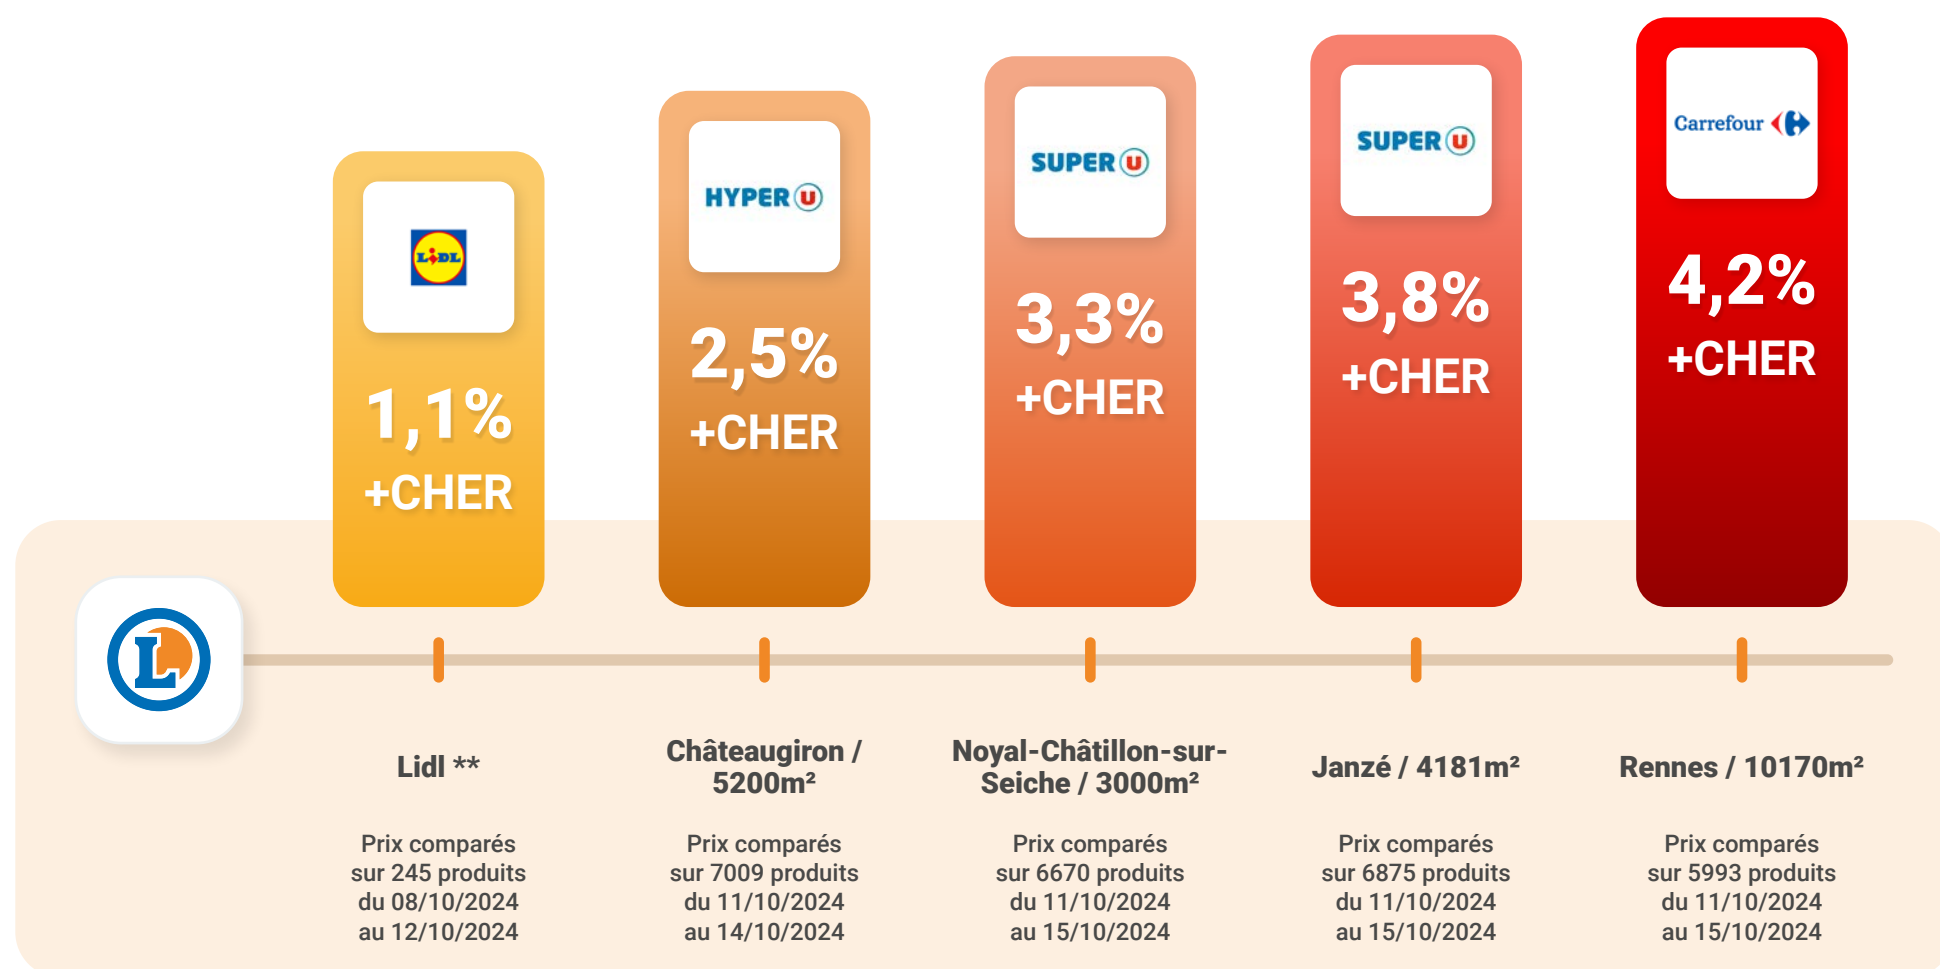 LIDL
1,1%
+CHER
HYPER U
2,5%
+CHER
SUPER U
3,3%
+CHER
SUPER U
3,8%
+CHER
Carrefour
4,2%
+CHER
L
Lidl **
Prix comparés
sur 245 produits
du 08/10/2024
au 12/10/2024
Châteaugiron /
5200m²
Prix comparés
sur 7009 produits
du 11/10/2024
au 14/10/2024
Noyal-Châtillon-sur-
Seiche / 3000m²
Prix comparés
sur 6670 produits
du 11/10/2024
au 15/10/2024
Janzé / 4181m²
Prix comparés
sur 6875 produits
du 11/10/2024
au 15/10/2024
Rennes / 10170m²
Prix comparés
sur 5993 produits
du 11/10/2024
au 15/10/2024